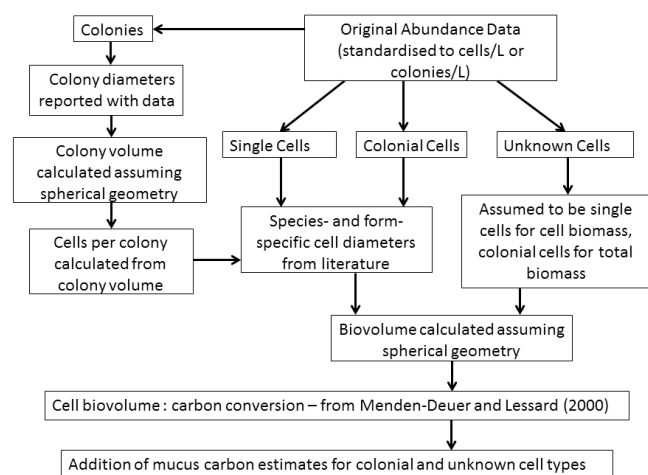 Colonies
Original Abundance Data
(standardised to cells/L or
colonies/L)
Colony diameters
reported with data
Single Cells
Colonial Cells
Unknown Cells
Colony volume
calculated assuming
spherical geometry
Species- and form-
specific cell diameters
from literature
Assumed to be single
cells for cell biomass,
colonial cells for total
biomass
Cells per colony
calculated from
colony volume
Biovolume calculated assuming
spherical geometry
Cell biovolume : carbon conversion – from Menden-Deuer and Lessard (2000)
Addition of mucus carbon estimates for colonial and unknown cell types